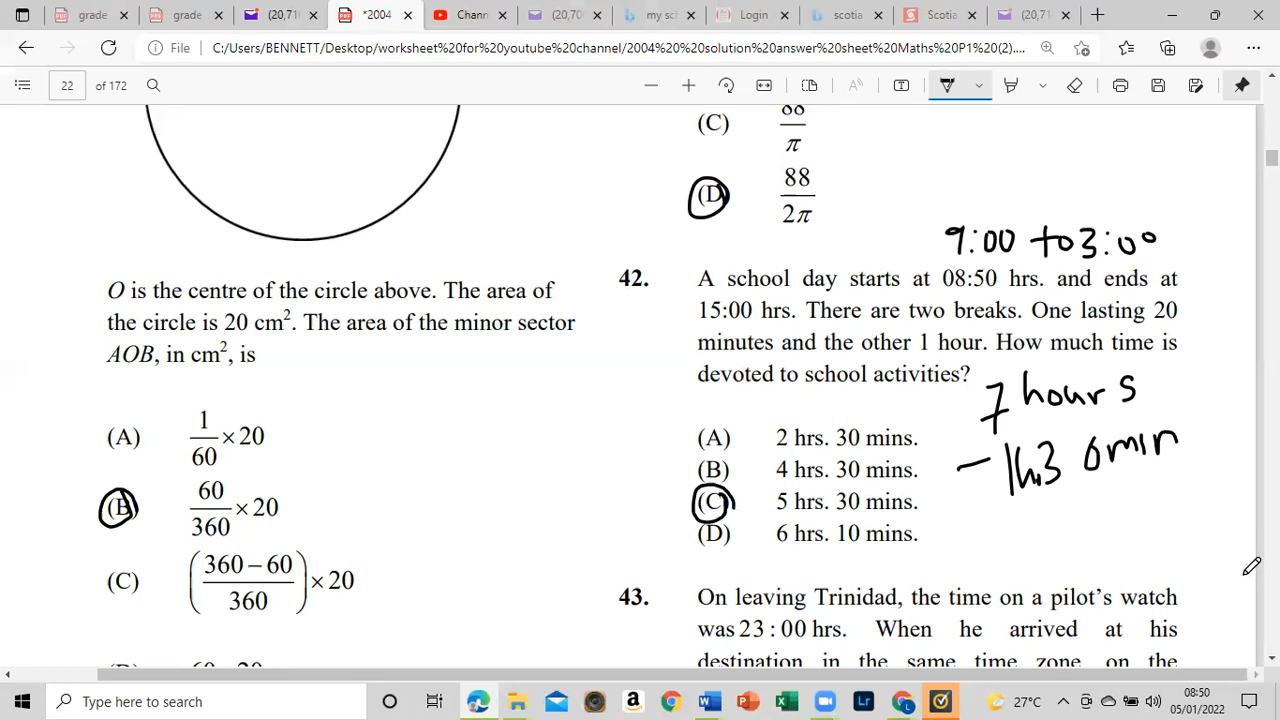 grade
grade
(20,71
*2004
Chann
(20,70
my sc
Login
scotia
Scotia
(20,71
File
C:/Users/BENNETT/Desktop/worksheet%20for%20youtube%20channel/2004%20%20solution%20answer%20sheet%20Maths%20P1%20(2)....
22 of 172
O is the centre of the circle above. The area of
the circle is 20 cm². The area of the minor sector
AOB, in cm², is
(A) 1/60 × 20
(B) 60/360 × 20
(C) ((360 − 60)/360) × 20
(C) 88/π
(D) 88/2π
9:00 to 3:00
42. A school day starts at 08:50 hrs. and ends at
15:00 hrs. There are two breaks. One lasting 20
minutes and the other 1 hour. How much time is
devoted to school activities?
7 hours
(A) 2 hrs. 30 mins.
(B) 4 hrs. 30 mins.
(C) 5 hrs. 30 mins.
(D) 6 hrs. 10 mins.
43. On leaving Trinidad, the time on a pilot's watch
was 23 : 00 hrs. When he arrived at his
destination in the same time zone on the
Type here to search
27°C
08:50
05/01/2022